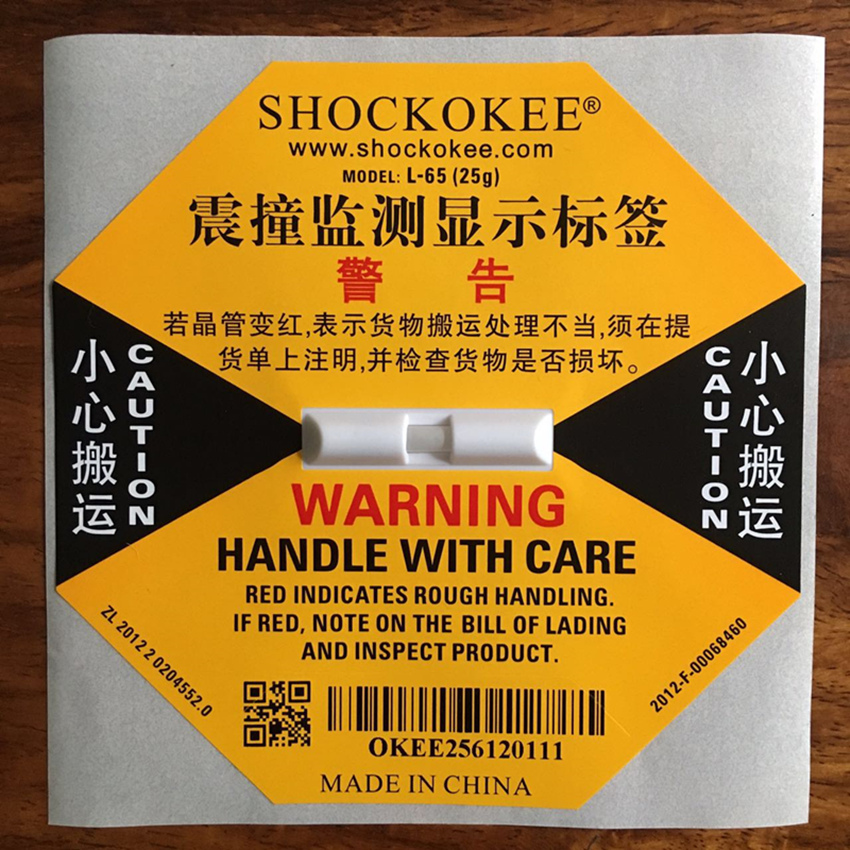 SHOCKOKEE®
www.shockokee.com
MODEL: L-65 (25g)
震撞监测显示标签
警 告
若晶管变红,表示货物搬运处理不当,须在提
货单上注明,并检查货物是否损坏。
小心搬运
CAUTION
CAUTION
小心搬运
WARNING
HANDLE WITH CARE
RED INDICATES ROUGH HANDLING.
IF RED, NOTE ON THE BILL OF LADING
AND INSPECT PRODUCT.
ZL 2012 2 0204552.0
2012-F-00068460
OKEE256120111
MADE IN CHINA